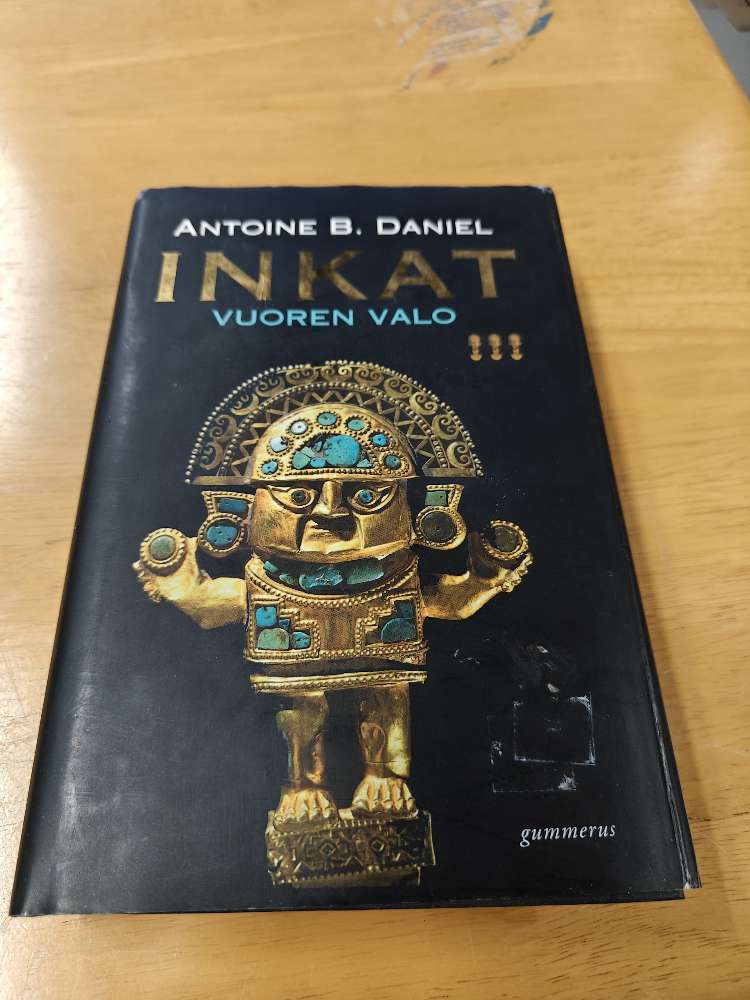 ANTOINE B. DANIEL
INKAT
VUOREN VALO
gummerus